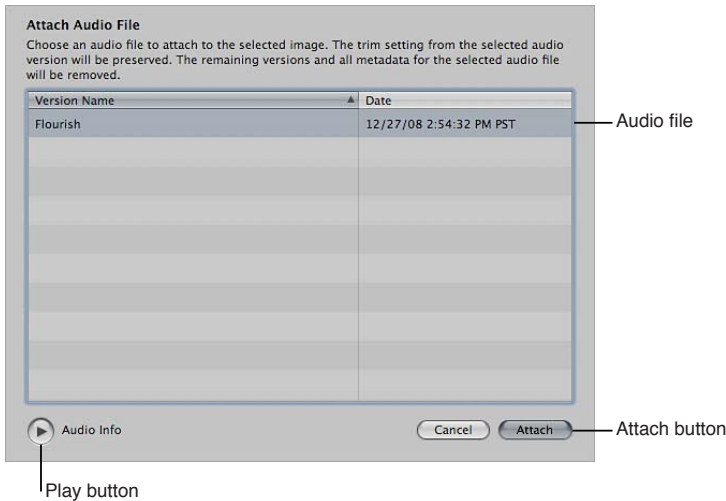 Attach Audio File
Choose an audio file to attach to the selected image. The trim setting from the selected audio
version will be preserved. The remaining versions and all metadata for the selected audio file
will be removed.
Version Name Date
Flourish 12/27/08 2:54:32 PM PST
Audio file
Audio Info
Cancel Attach
Attach button
Play button